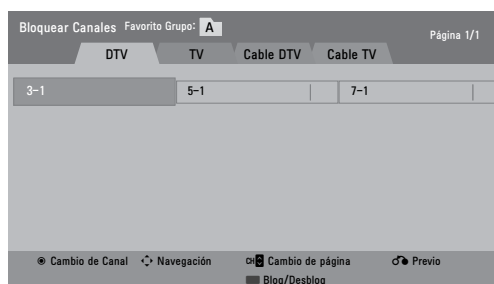 Bloquear Canales Favorito Grupo: A
Página 1/1
DTV TV Cable DTV Cable TV
3-1 5-1 7-1
Cambio de Canal Navegación CH Cambio de página Previo
Bloq/Desbloq